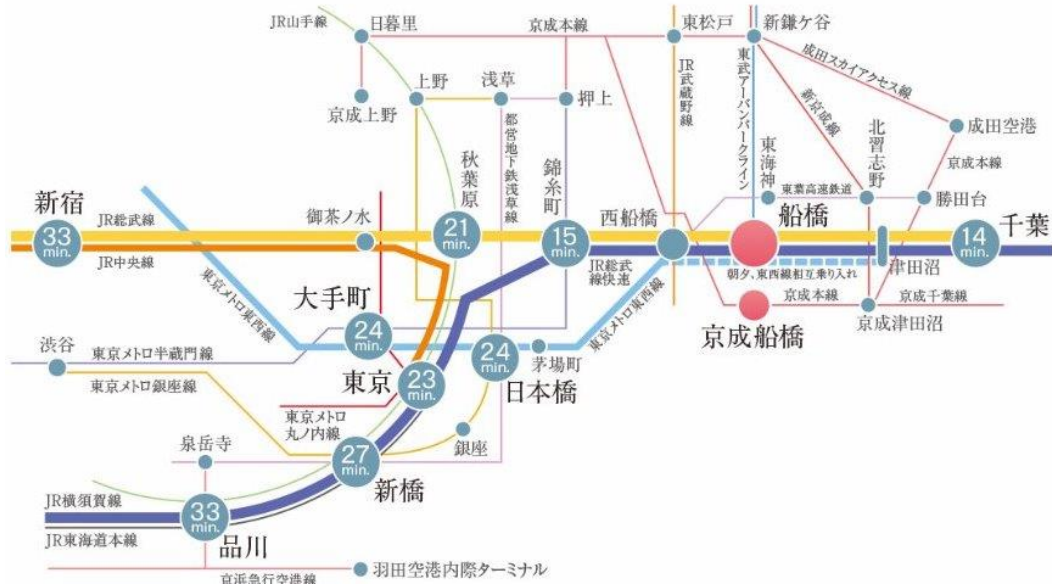 JR山手線
日暮里
京成本線
東松戸
新鎌ケ谷
成田スカイアクセス線
京成上野
上野
浅草
押上
JR武蔵野線
東武アーバンパークライン
新京成線
北習志野
成田空港
京成本線
都営地下鉄浅草線
秋葉原
錦糸町
東海神
東葉高速鉄道
勝田台
新宿
33
min.
JR総武線
JR中央線
御茶ノ水
21
min.
15
min.
西船橋
船橋
14
min.
千葉
JR総武
線快速
朝夕、東西線相互乗り入れ
津田沼
東京メトロ東西線
大手町
24
min.
東京メトロ東西線
京成本線
京成千葉線
京成船橋
京成津田沼
渋谷
東京メトロ半蔵門線
東京メトロ銀座線
東京
23
min.
24
min.
日本橋
茅場町
東京メトロ
丸ノ内線
銀座
泉岳寺
27
min.
新橋
JR横須賀線
JR東海道本線
33
min.
品川
京浜急行空港線
羽田空港内際ターミナル